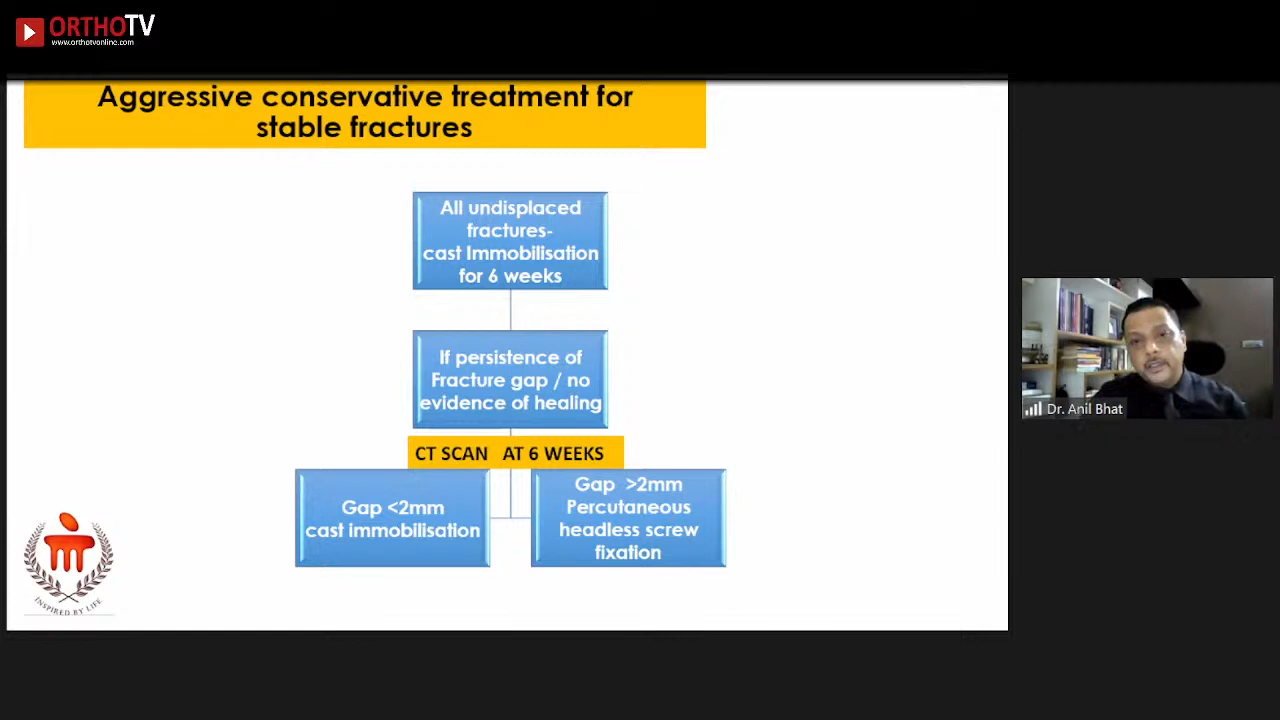 ORTHOTV
www.orthotvonline.com
Aggressive conservative treatment for
stable fractures
All undisplaced
fractures-
cast Immobilisation
for 6 weeks
If persistence of
Fracture gap / no
evidence of healing
CT SCAN AT 6 WEEKS
Gap <2mm
cast immobilisation
Gap >2mm
Percutaneous
headless screw
fixation
INSPIRED BY LIFE
Dr. Anil Bhat